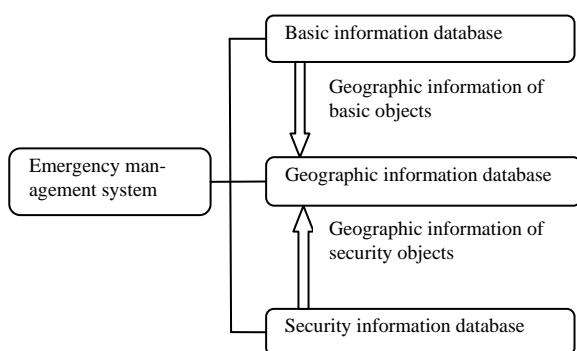 Basic information database
Geographic information of
basic objects
Emergency man-
agement system
Geographic information database
Geographic information of
security objects
Security information database